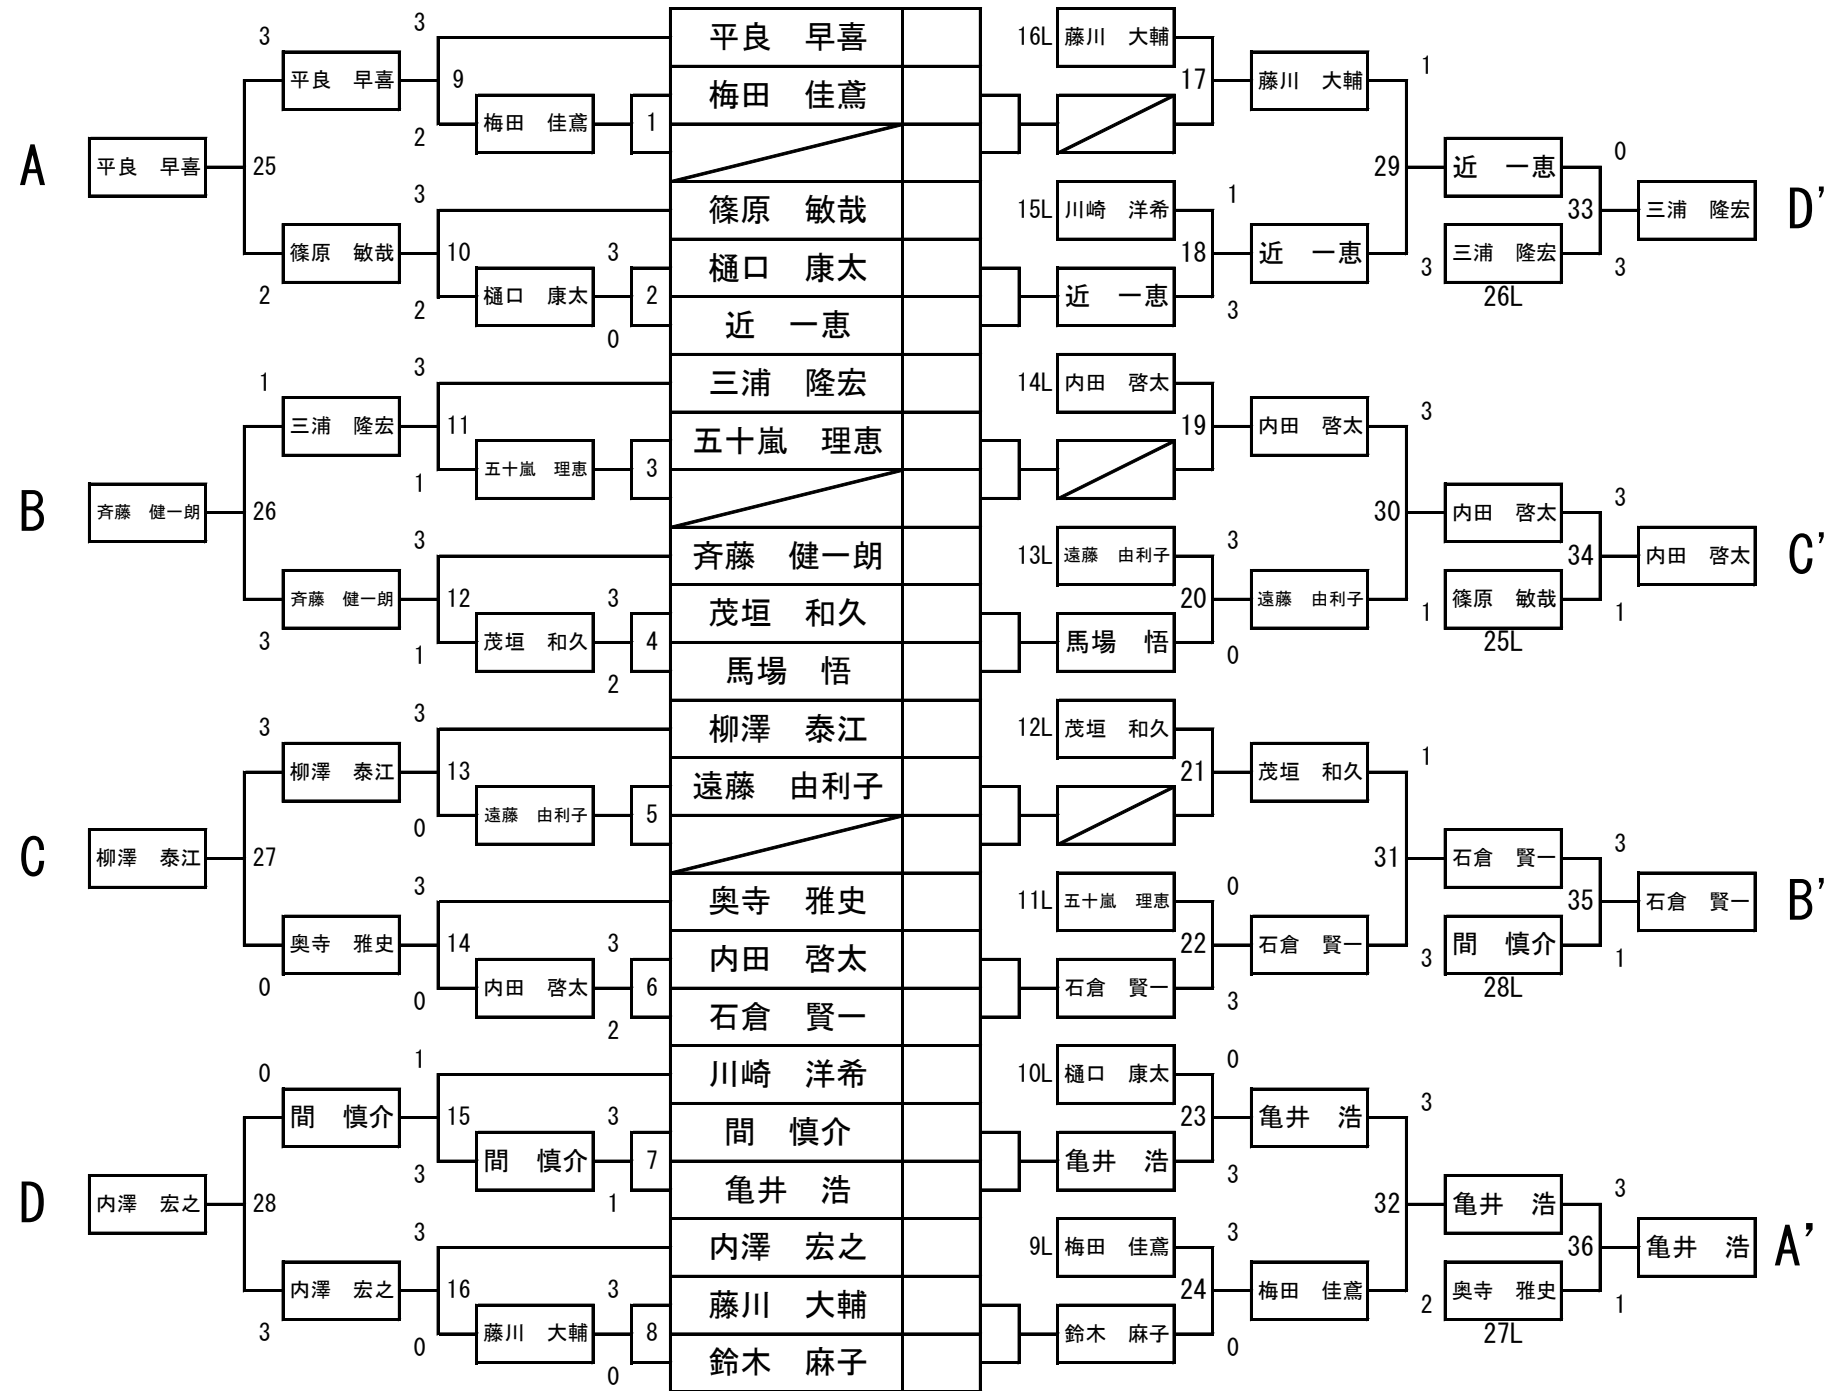 3
3
平良　早喜
16L
藤川　大輔
平良　早喜
9
17
藤川　大輔
1
梅田　佳鳶
梅田　佳鳶
1
2
A
平良　早喜
25
29
近　一恵
0
3
篠原　敏哉
15L
川崎　洋希
1
33
三浦　隆宏
D'
篠原　敏哉
10
3
樋口　康太
18
近　一恵
三浦　隆宏
2
2
樋口　康太
2
0
近　一恵
近　一恵
3
3
26L
3
1
3
三浦　隆宏
14L
内田　啓太
三浦　隆宏
11
五十嵐　理恵
19
内田　啓太
3
五十嵐　理恵
3
1
B
斉藤　健一朗
26
30
内田　啓太
3
3
斉藤　健一朗
13L
遠藤　由利子
3
34
内田　啓太
C'
斉藤　健一朗
12
3
茂垣　和久
20
遠藤　由利子
篠原　敏哉
3
1
茂垣　和久
4
2
馬場　悟
馬場　悟
0
1
25L
1
3
3
柳澤　泰江
12L
茂垣　和久
柳澤　泰江
13
遠藤　由利子
21
茂垣　和久
1
遠藤　由利子
5
0
C
柳澤　泰江
27
31
石倉　賢一
3
3
奥寺　雅史
11L
五十嵐　理恵
0
35
石倉　賢一
B'
奥寺　雅史
14
3
内田　啓太
22
石倉　賢一
間　慎介
0
0
内田　啓太
6
2
石倉　賢一
石倉　賢一
3
3
28L
1
0
1
川崎　洋希
10L
樋口　康太
0
間　慎介
15
3
間　慎介
23
亀井　浩
3
間　慎介
7
亀井　浩
3
1
亀井　浩
3
D
内澤　宏之
28
32
亀井　浩
3
3
内澤　宏之
9L
梅田　佳鳶
3
36
亀井　浩
A'
内澤　宏之
16
3
藤川　大輔
24
梅田　佳鳶
奥寺　雅史
3
0
藤川　大輔
8
0
鈴木　麻子
鈴木　麻子
0
2
27L
1